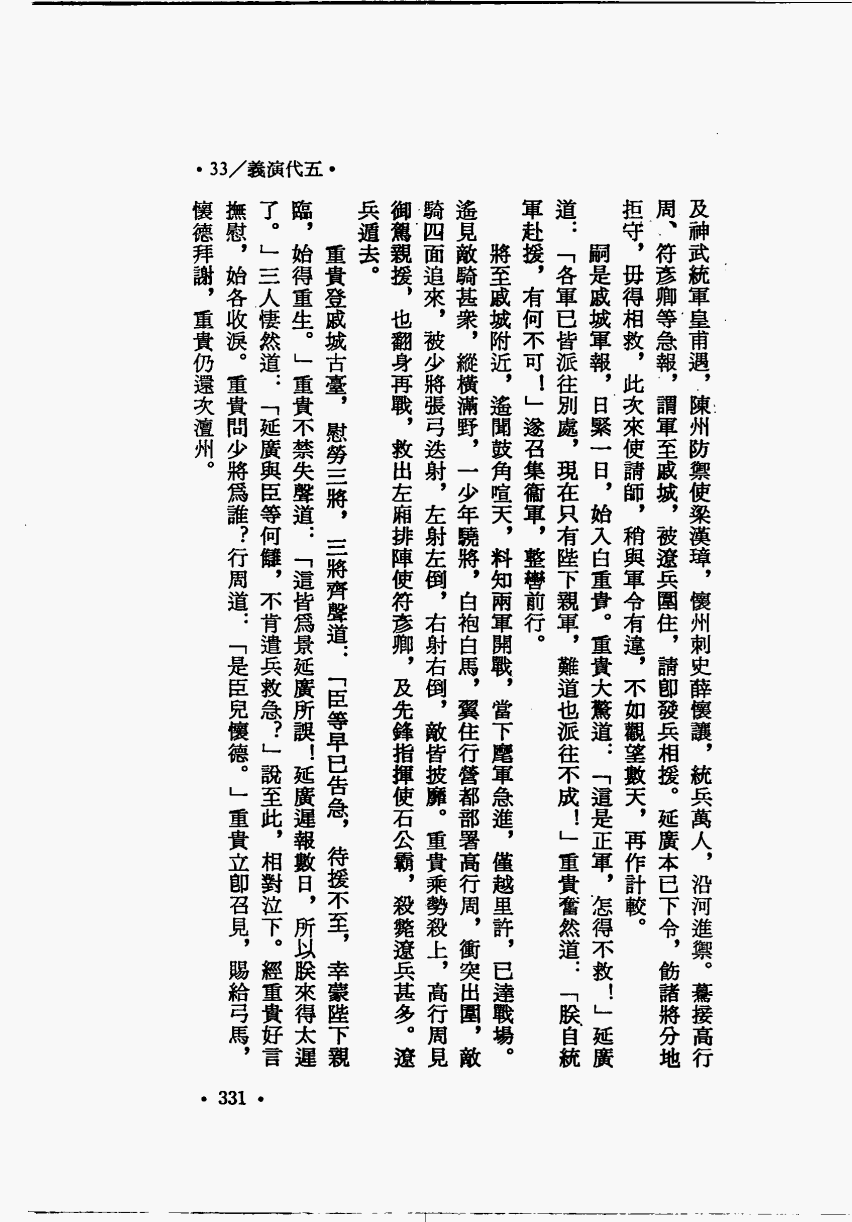 •33／義演代五•
及神武統軍皇甫遇，陳州防禦使梁漢璋，懷州刺史薛懷讓，統兵萬人，沿河進禦。驀接高行
周、符彥卿等急報，謂軍至戚城，被遼兵圍住，請卽發兵相援。延廣本已下令，飭諸將分地
拒守，毋得相救，此次來使請師，稍與軍令有違，不如觀望數天，再作計較。
嗣是戚城軍報，日緊一日，始入白重貴。重貴大驚道：「這是正軍，怎得不救！」延廣
道：「各軍已皆派往別處，現在只有陛下親軍，難道也派往不成！」重貴奮然道：「朕自統
軍赴援，有何不可！」遂召集衞軍，整轡前行。
將至戚城附近，遙聞鼓角喧天，料知兩軍開戰，當下麾軍急進，僅越里許，已達戰場。
遙見敵騎甚衆，縱橫滿野，一少年驍將，白袍白馬，翼住行營都部署高行周，衝突出圍，敵
騎四面追來，被少將張弓迭射，左射左倒，右射右倒，敵皆披靡。重貴乘勢殺上，高行周見
御駕親援，也翻身再戰，救出左廂排陣使符彥卿，及先鋒指揮使石公霸，殺斃遼兵甚多。遼
兵遁去。
重貴登戚城古臺，慰勞三將，三將齊聲道：「臣等早已告急，待援不至，幸蒙陛下親
臨，始得重生。」重貴不禁失聲道：「這皆爲景延廣所誤！延廣遲報數日，所以朕來得太遲
了。」三人悽然道：「延廣與臣等何讎，不肯遣兵救急？」說至此，相對泣下。經重貴好言
撫慰，始各收淚。重貴問少將爲誰？行周道：「是臣兒懷德。」重貴立卽召見，賜給弓馬，
懷德拜謝，重貴仍還次澶州。
•331•